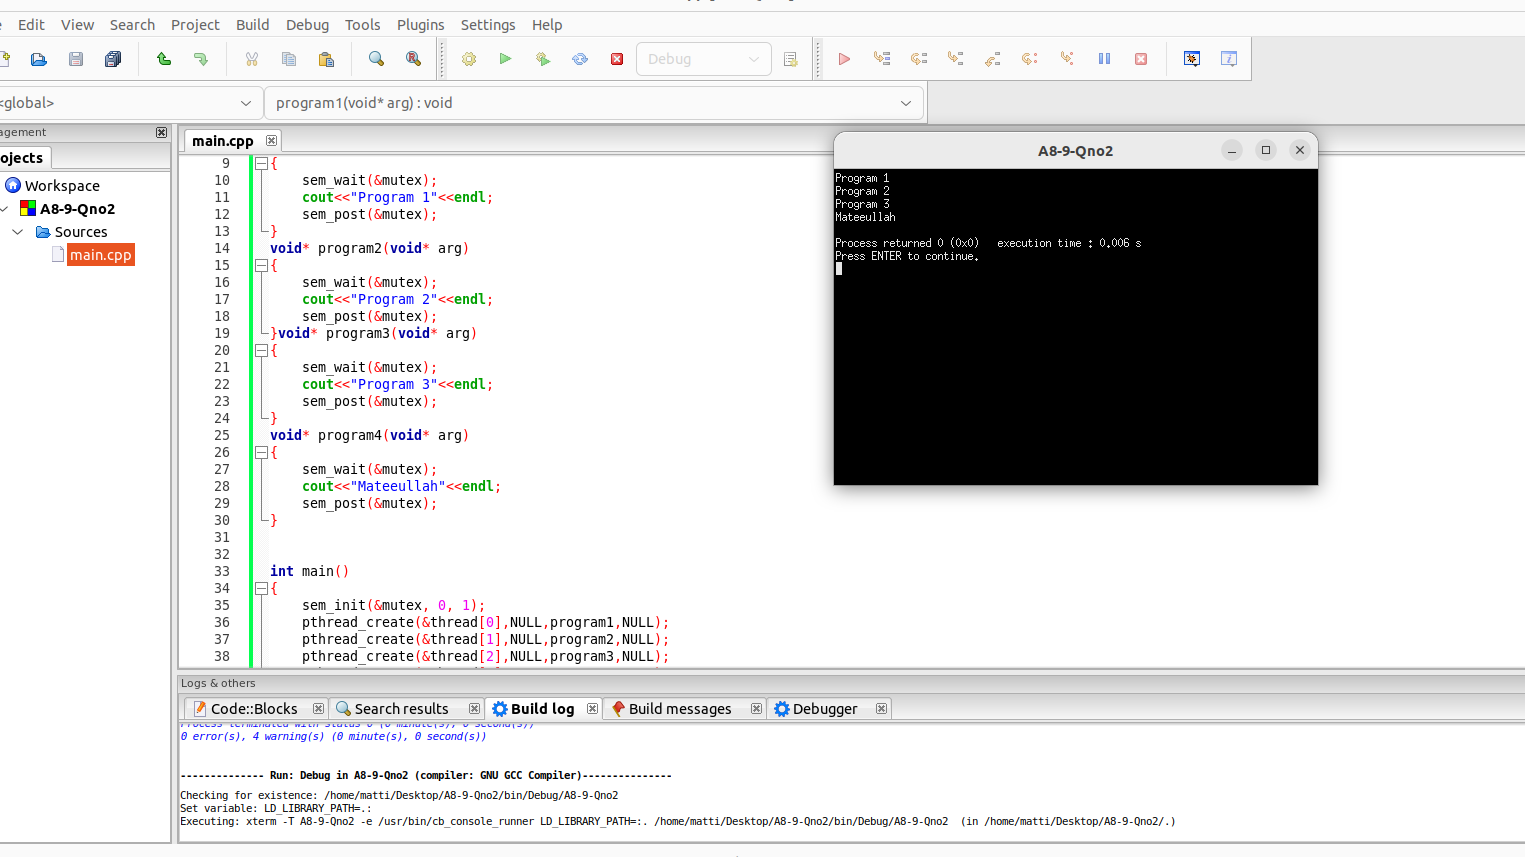 Edit View Search Project Build Debug Tools Plugins Settings Help
Debug
<global> program1(void* arg) : void
agement
ojects
Workspace
A8-9-Qno2
Sources
main.cpp
main.cpp
9 {
10 sem_wait(&mutex);
11 cout<<"Program 1"<<endl;
12 sem_post(&mutex);
13 }
14 void* program2(void* arg)
15 {
16 sem_wait(&mutex);
17 cout<<"Program 2"<<endl;
18 sem_post(&mutex);
19 }void* program3(void* arg)
20 {
21 sem_wait(&mutex);
22 cout<<"Program 3"<<endl;
23 sem_post(&mutex);
24 }
25 void* program4(void* arg)
26 {
27 sem_wait(&mutex);
28 cout<<"Mateeullah"<<endl;
29 sem_post(&mutex);
30 }
31
32
33 int main()
34 {
35 sem_init(&mutex, 0, 1);
36 pthread_create(&thread[0],NULL,program1,NULL);
37 pthread_create(&thread[1],NULL,program2,NULL);
38 pthread_create(&thread[2],NULL,program3,NULL);
A8-9-Qno2
Program 1
Program 2
Program 3
Mateeullah
Process returned 0 (0x0) execution time : 0.006 s
Press ENTER to continue.
Logs & others
Code::Blocks Search results Build log Build messages Debugger
Process terminated with status 0 (0 minute(s), 0 second(s))
0 error(s), 4 warning(s) (0 minute(s), 0 second(s))
-------------- Run: Debug in A8-9-Qno2 (compiler: GNU GCC Compiler)---------------
Checking for existence: /home/matti/Desktop/A8-9-Qno2/bin/Debug/A8-9-Qno2
Set variable: LD_LIBRARY_PATH=.:
Executing: xterm -T A8-9-Qno2 -e /usr/bin/cb_console_runner LD_LIBRARY_PATH=:. /home/matti/Desktop/A8-9-Qno2/bin/Debug/A8-9-Qno2 (in /home/matti/Desktop/A8-9-Qno2/.)